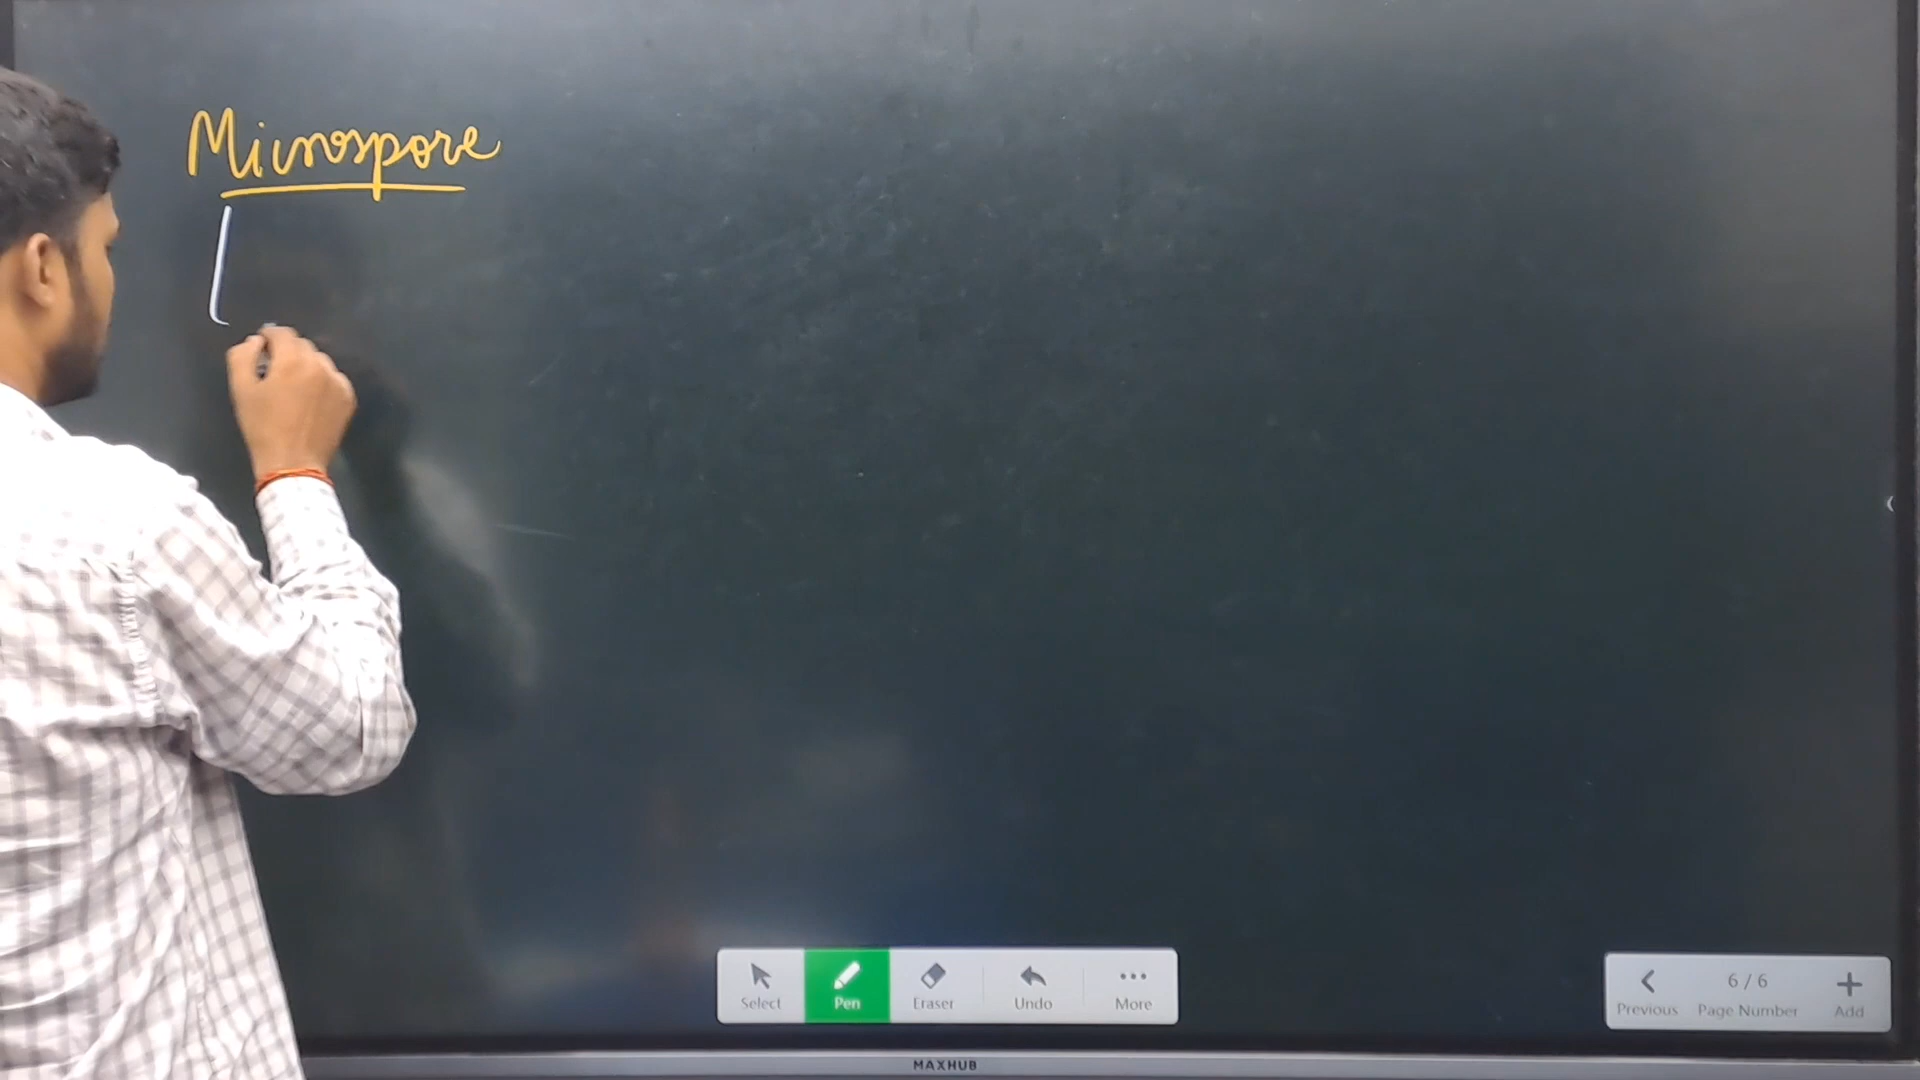 Microspore
Select
Pen
Eraser
Undo
More
Previous
6 / 6
Page Number
Add
MAXHUB